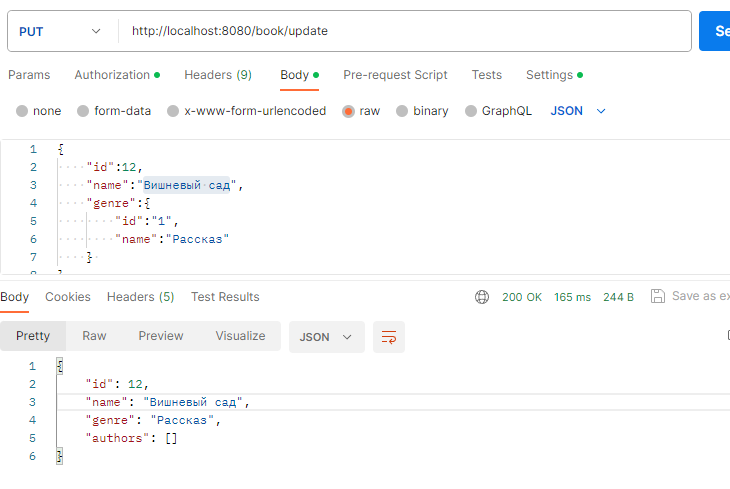 PUT http://localhost:8080/book/update Se
Params Authorization Headers (9) Body Pre-request Script Tests Settings
none form-data x-www-form-urlencoded raw binary GraphQL JSON
1 {
2 "id":12,
3 "name":"Вишневый сад",
4 "genre":{
5 "id":"1",
6 "name":"Рассказ"
7 }
8 }
Body Cookies Headers (5) Test Results 200 OK 165 ms 244 B Save as ex
Pretty Raw Preview Visualize JSON
1 {
2 "id": 12,
3 "name": "Вишневый сад",
4 "genre": "Рассказ",
5 "authors": []
6 }